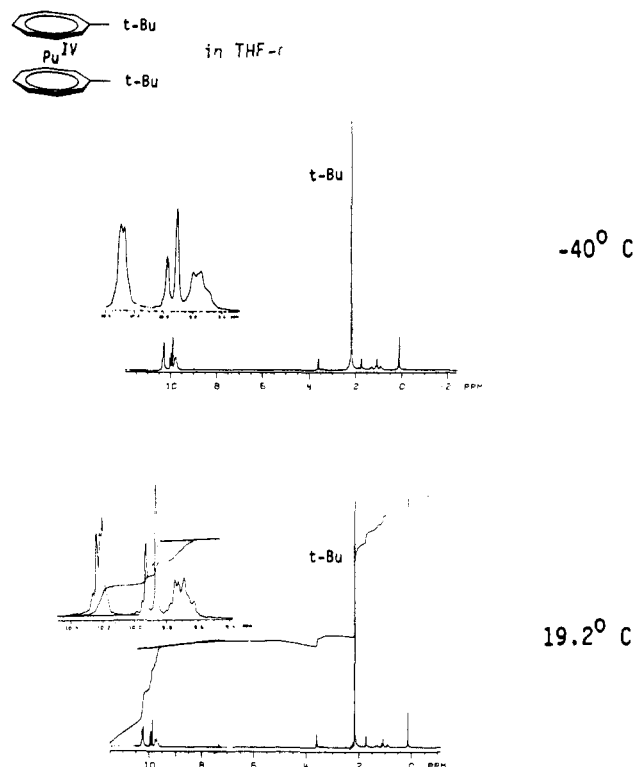 t-Bu
Pu IV
in THF-
t-Bu
t-Bu
-40° C
10 8 6 4 2 0 -2 PPM
t-Bu
19.2° C
10 8 6 4 2 0 PPM